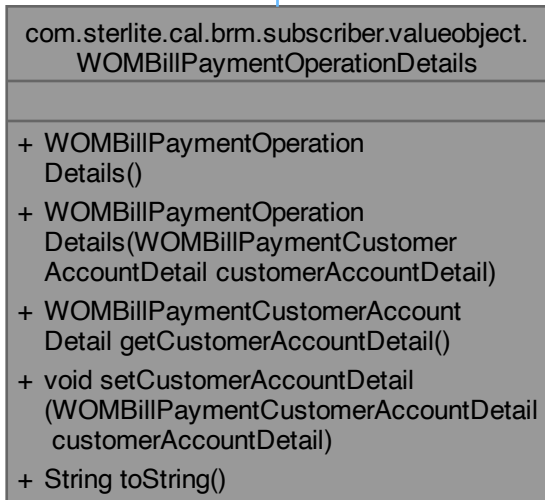 com.sterlite.cal.brm.subscriber.valueobject.
WOMBillPaymentOperationDetails
+ WOMBillPaymentOperation
Details()
+ WOMBillPaymentOperation
Details(WOMBillPaymentCustomer
AccountDetail customerAccountDetail)
+ WOMBillPaymentCustomerAccount
Detail getCustomerAccountDetail()
+ void setCustomerAccountDetail
(WOMBillPaymentCustomerAccountDetail
customerAccountDetail)
+ String toString()